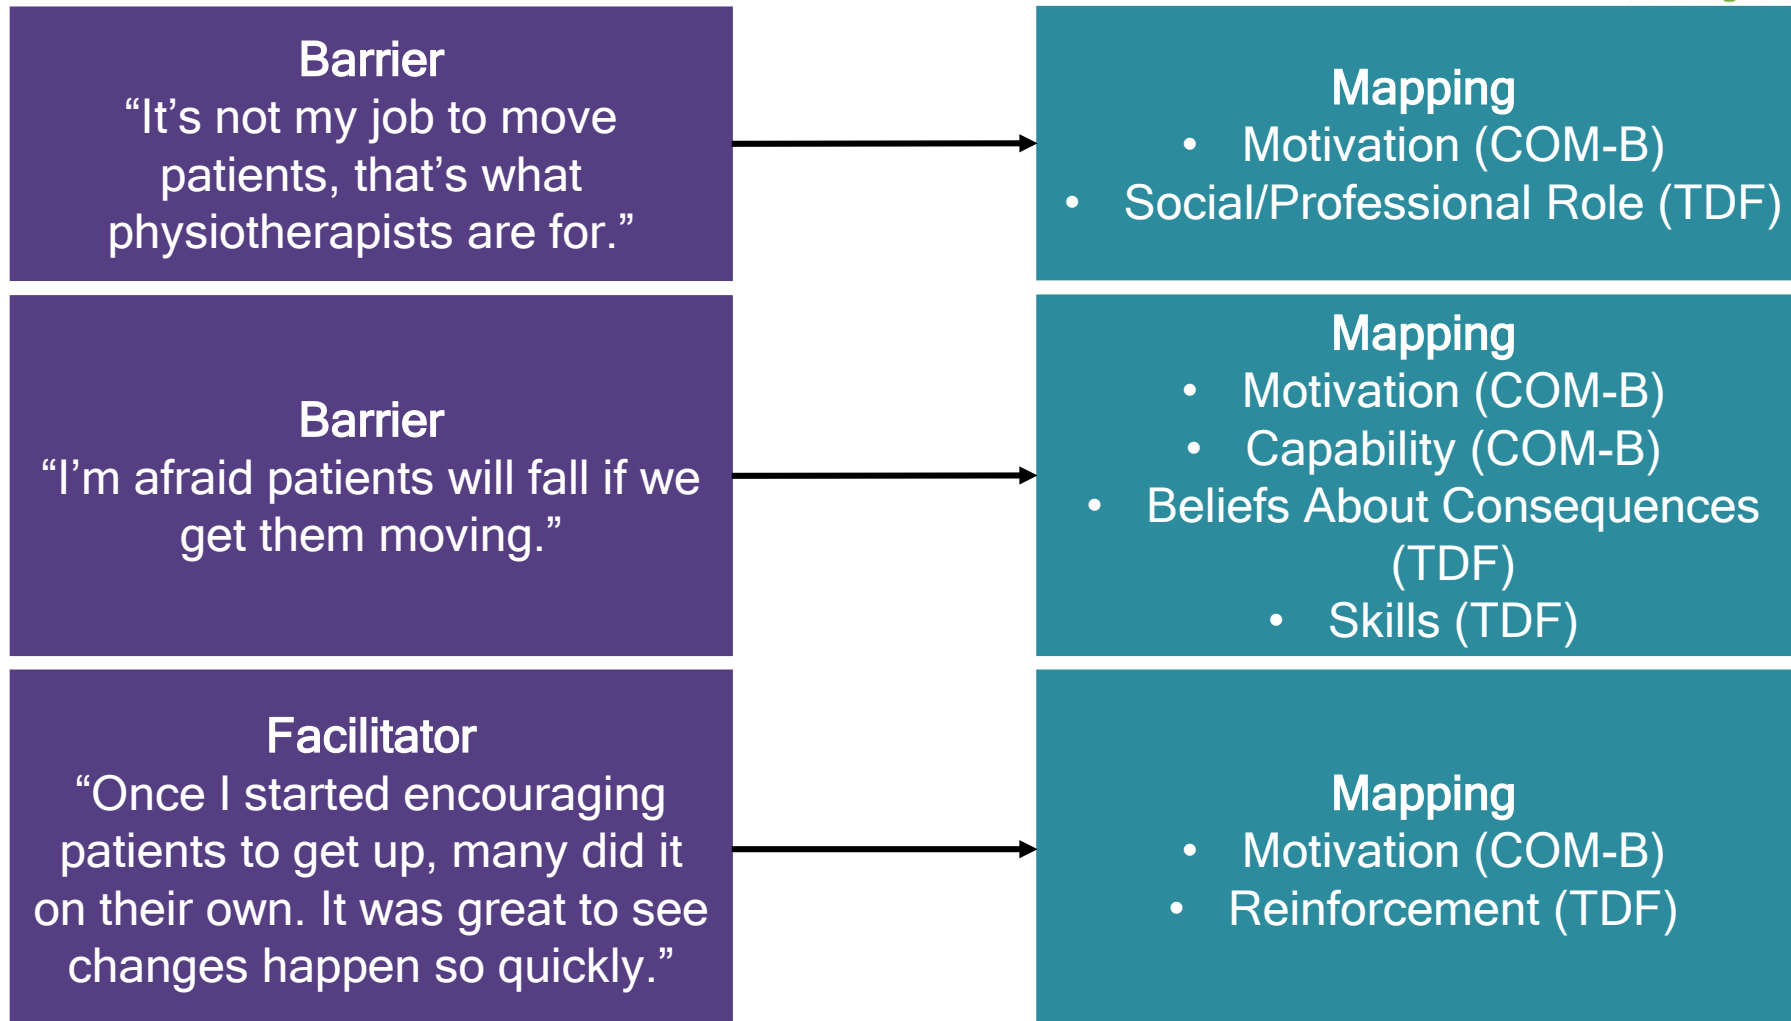 Barrier
“It’s not my job to move
patients, that’s what
physiotherapists are for.”
Mapping
• Motivation (COM-B)
• Social/Professional Role (TDF)
Barrier
“I’m afraid patients will fall if we
get them moving.”
Mapping
• Motivation (COM-B)
• Capability (COM-B)
• Beliefs About Consequences
(TDF)
• Skills (TDF)
Facilitator
“Once I started encouraging
patients to get up, many did it
on their own. It was great to see
changes happen so quickly.”
Mapping
• Motivation (COM-B)
• Reinforcement (TDF)